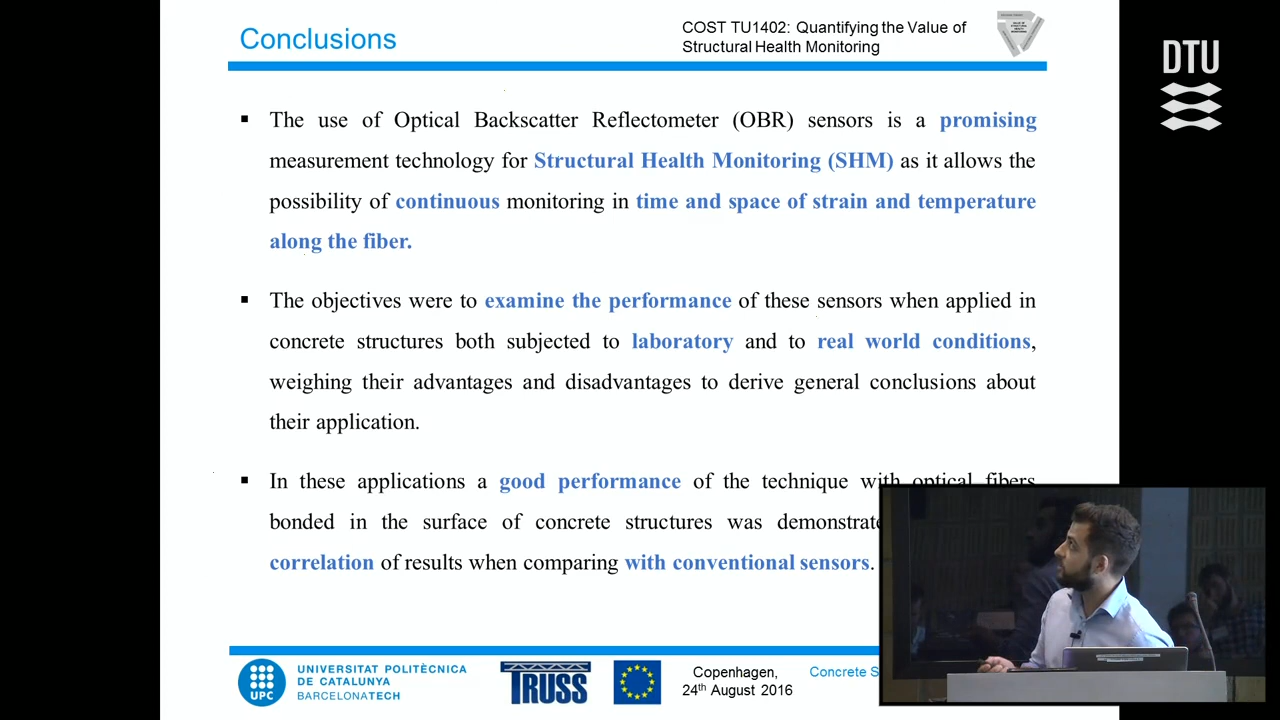 Conclusions
COST TU1402: Quantifying the Value of
Structural Health Monitoring
DTU
▪ The use of Optical Backscatter Reflectometer (OBR) sensors is a promising
measurement technology for Structural Health Monitoring (SHM) as it allows the
possibility of continuous monitoring in time and space of strain and temperature
along the fiber.
▪ The objectives were to examine the performance of these sensors when applied in
concrete structures both subjected to laboratory and to real world conditions,
weighing their advantages and disadvantages to derive general conclusions about
their application.
▪ In these applications a good performance of the technique with optical fibers
bonded in the surface of concrete structures was demonstrate
correlation of results when comparing with conventional sensors.
UPC
UNIVERSITAT POLITÈCNICA
DE CATALUNYA
BARCELONATECH
TRUSS
Copenhagen,
24th August 2016
Concrete S